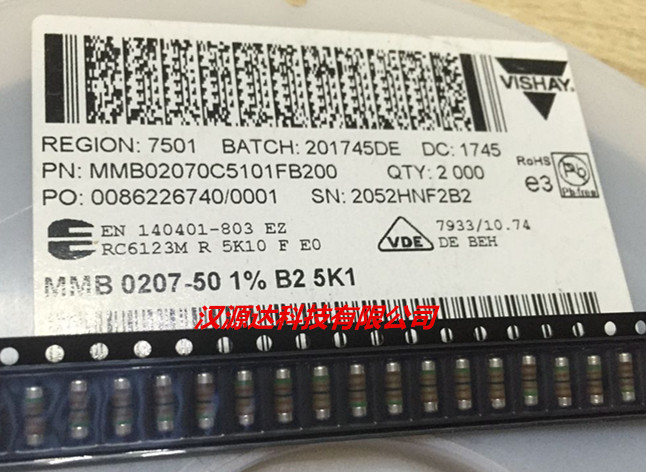 VISHAY
REGION: 7501 BATCH: 201745DE DC: 1745
PN: MMB02070C5101FB200 QTY: 2 000
PO: 0086226740/0001 SN: 2052HNF2B2
RoHS
e3
Pb-free
EN 140401-803 EZ
RC6123M R 5K10 F E0
VDE
7933/10.74
DE BEH
MMB 0207-50 1% B2 5K1
汉源达科技有限公司